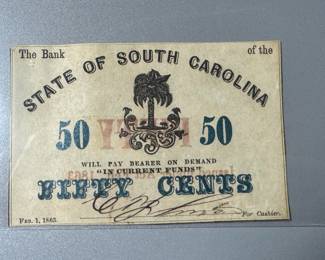 The Bank of the
STATE OF SOUTH CAROLINA
50 FIFTY 50
WILL PAY BEARER ON DEMAND
"IN CURRENT FUNDS"
FIFTY CENTS
FEB. 1, 1863. For Cashier.